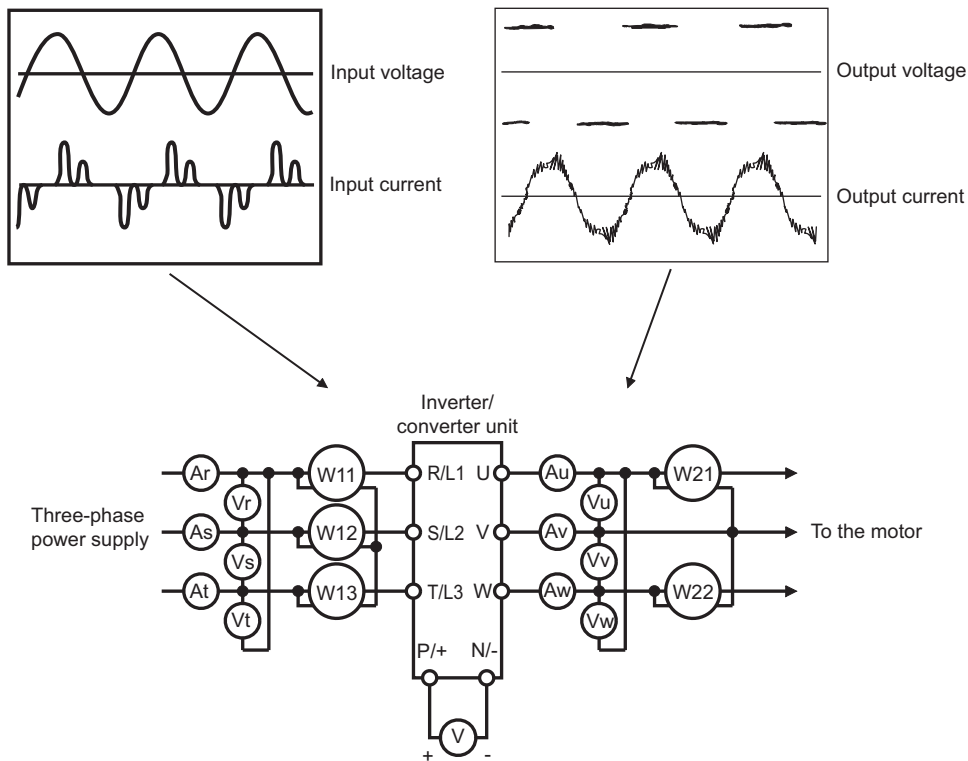 Input voltage
Input current
Output voltage
Output current
Inverter/
converter unit
Ar
Vr
W11
R/L1
U
Au
Vu
W21
Three-phase
power supply
As
Vs
W12
S/L2
V
Av
Vv
To the motor
At
Vt
W13
T/L3
W
Aw
Vw
W22
P/+
N/-
V
+
-